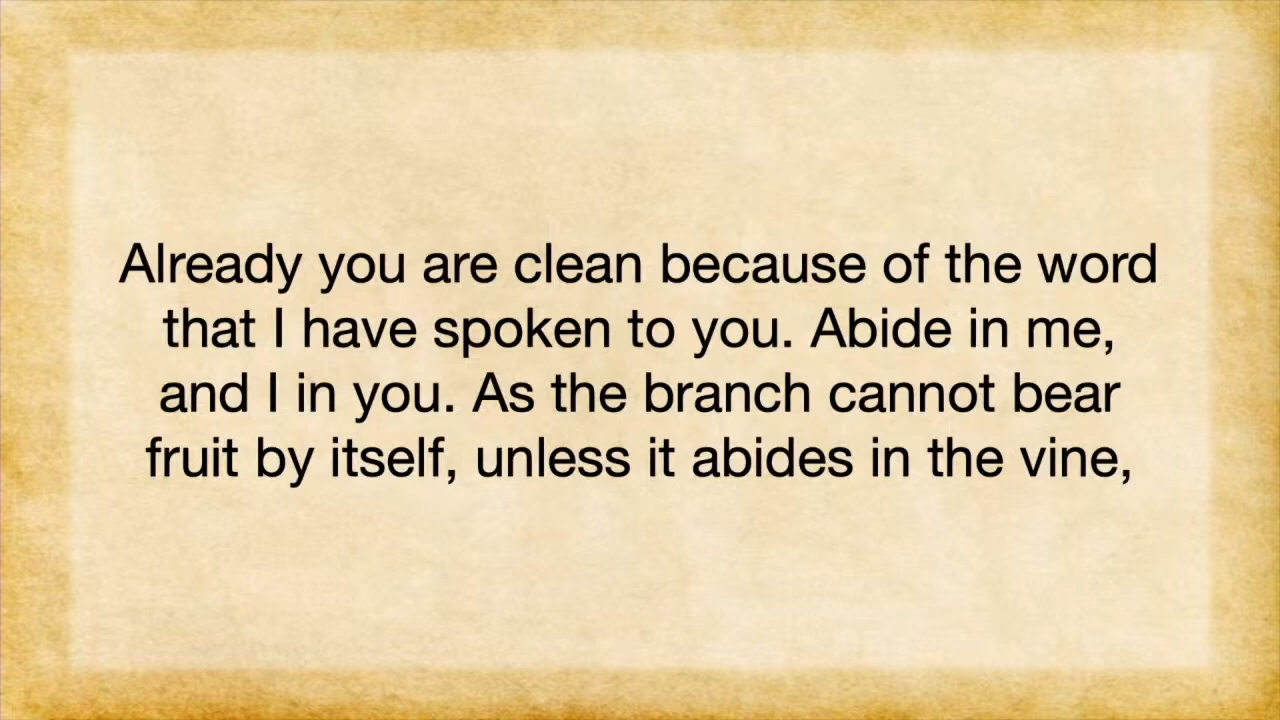 Already you are clean because of the word
that I have spoken to you. Abide in me,
and I in you. As the branch cannot bear
fruit by itself, unless it abides in the vine,